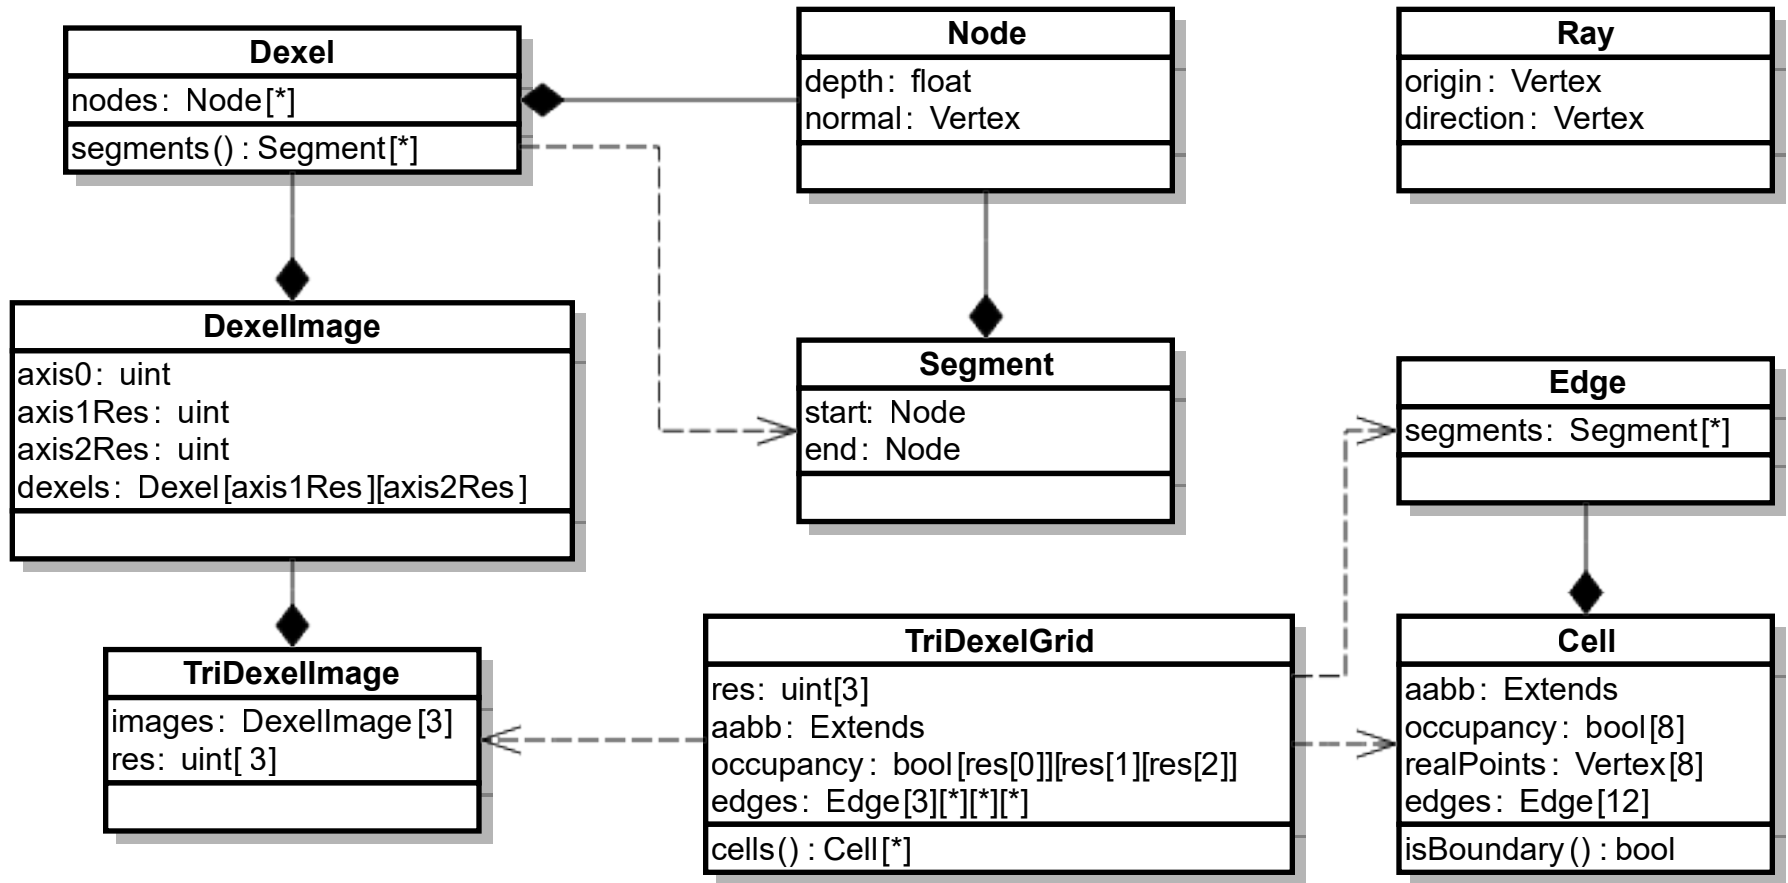 Dexel
nodes: Node[*]
segments() : Segment[*]
Node
depth: float
normal: Vertex
Ray
origin: Vertex
direction: Vertex
DexelImage
axis0: uint
axis1Res: uint
axis2Res: uint
dexels: Dexel[axis1Res][axis2Res]
Segment
start: Node
end: Node
Edge
segments: Segment[*]
TriDexelImage
images: DexelImage[3]
res: uint[ 3]
TriDexelGrid
res: uint[3]
aabb: Extends
occupancy: bool[res[0]][res[1][res[2]]
edges: Edge[3][*][*][*]
cells() : Cell[*]
Cell
aabb: Extends
occupancy: bool[8]
realPoints: Vertex[8]
edges: Edge[12]
isBoundary() : bool